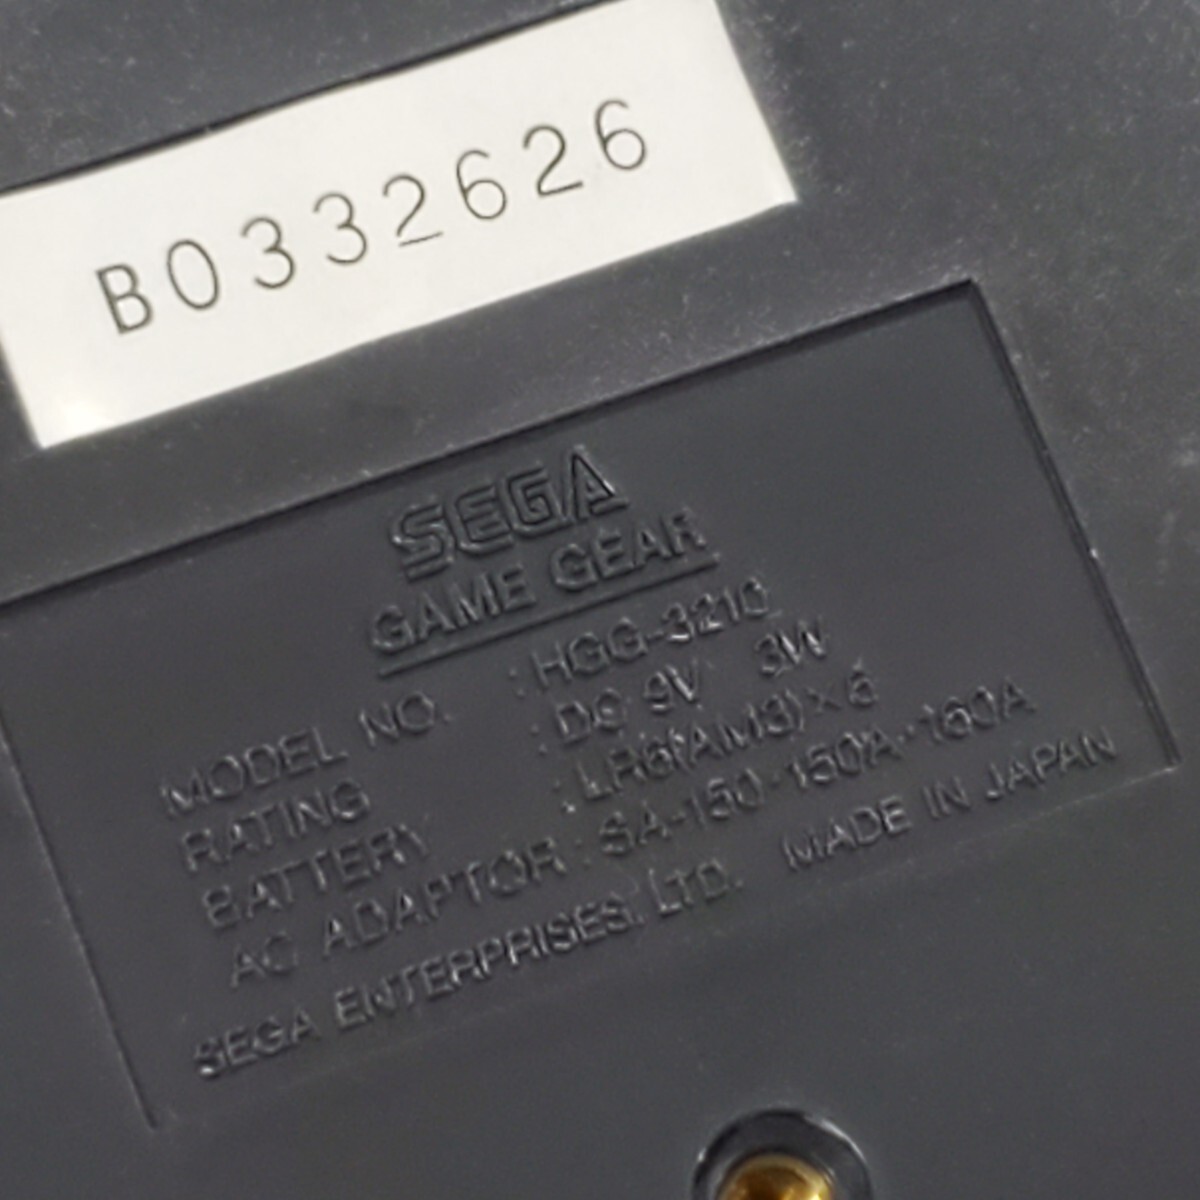 B0332626
SEGA
GAME GEAR
MODEL NO. : HGG-3210
RATING : DC 9V 3W
BATTERY : LR6(AM3)×6
AC ADAPTOR : SA-150·150A·160A
SEGA ENTERPRISES, LTD. MADE IN JAPAN